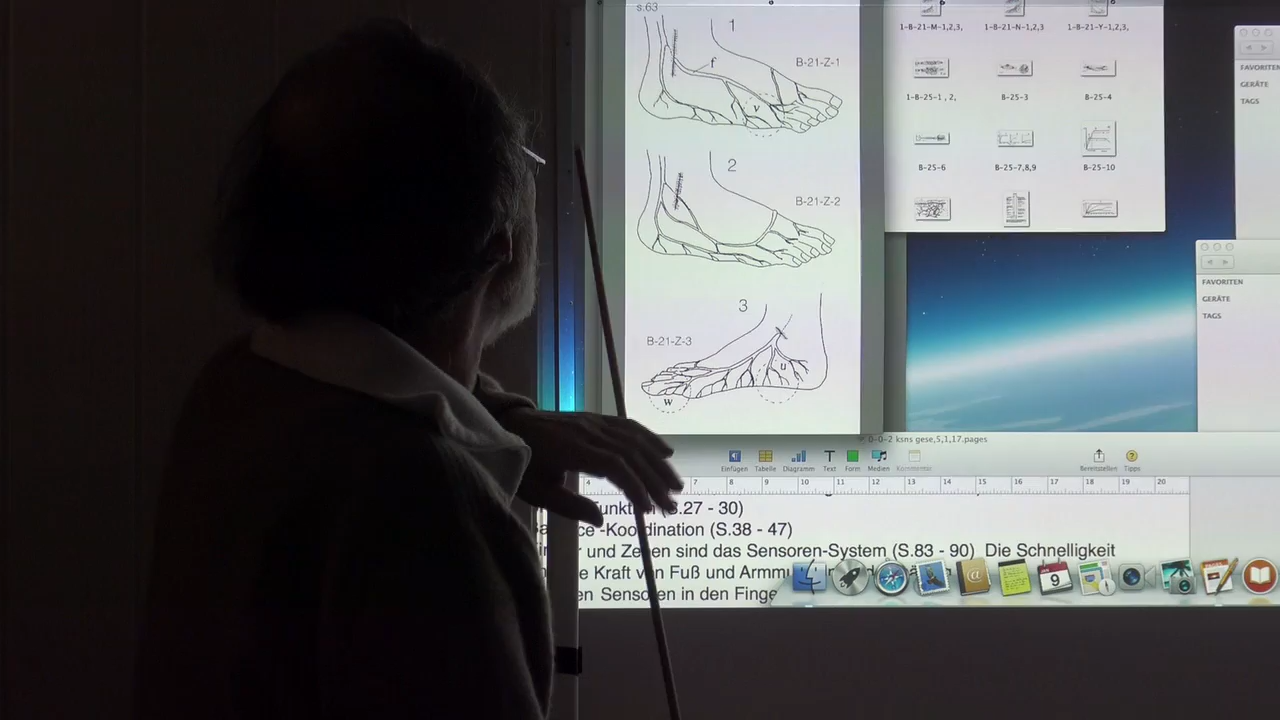 s.63
1
f
B-21-Z-1
v
2
B-21-Z-2
3
B-21-Z-3
u
w
1-B-21-M-1,2,3,
1-B-21-N-1,2,3
1-B-21-Y-1,2,3,
1-B-25-1 , 2,
B-25-3
B-25-4
B-25-6
B-25-7,8,9
B-25-10
FAVORITEN
GERÄTE
TAGS
FAVORITEN
GERÄTE
TAGS
0-0-2 ksns gese,5,1,17.pages
Einfügen
Tabelle
Diagramm
Text
Form
Medien
Kommentar
Bereitstellen
Tipps
4 7 8 9 10 11 12 13 14 15 16 17 18 19 20
(S.27 - 30)
-Koordination (S.38 - 47)
und Zehen sind das Sensoren-System (S.83 - 90) Die Schnelligkeit
Kraft von Fuß und
Sensoren in den Finge
9